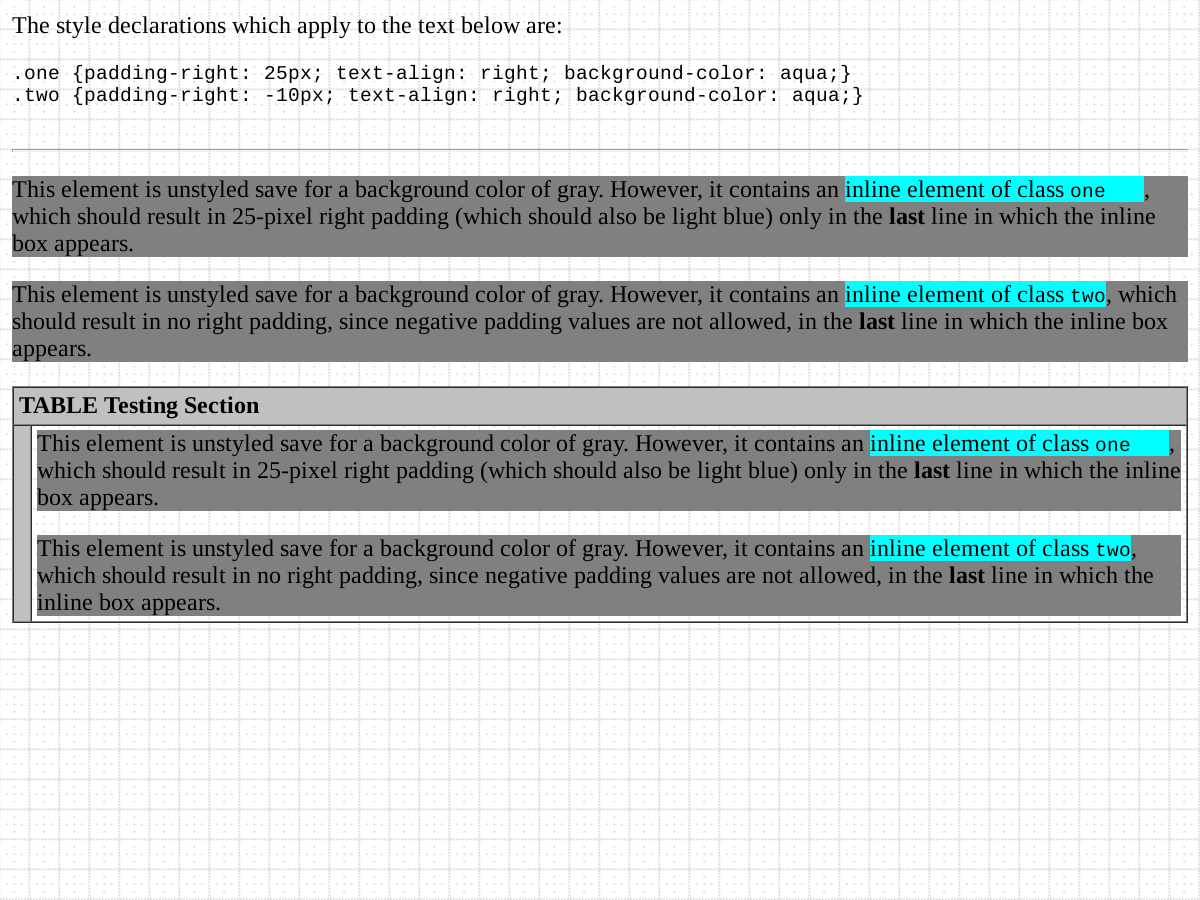 The style declarations which apply to the text below are:
.one {padding-right: 25px; text-align: right; background-color: aqua;}
.two {padding-right: -10px; text-align: right; background-color: aqua;}
This element is unstyled save for a background color of gray. However, it contains an inline element of class one ,
which should result in 25-pixel right padding (which should also be light blue) only in the last line in which the inline
box appears.
This element is unstyled save for a background color of gray. However, it contains an inline element of class two, which
should result in no right padding, since negative padding values are not allowed, in the last line in which the inline box
appears.
TABLE Testing Section
This element is unstyled save for a background color of gray. However, it contains an inline element of class one ,
which should result in 25-pixel right padding (which should also be light blue) only in the last line in which the inline
box appears.
This element is unstyled save for a background color of gray. However, it contains an inline element of class two,
which should result in no right padding, since negative padding values are not allowed, in the last line in which the
inline box appears.